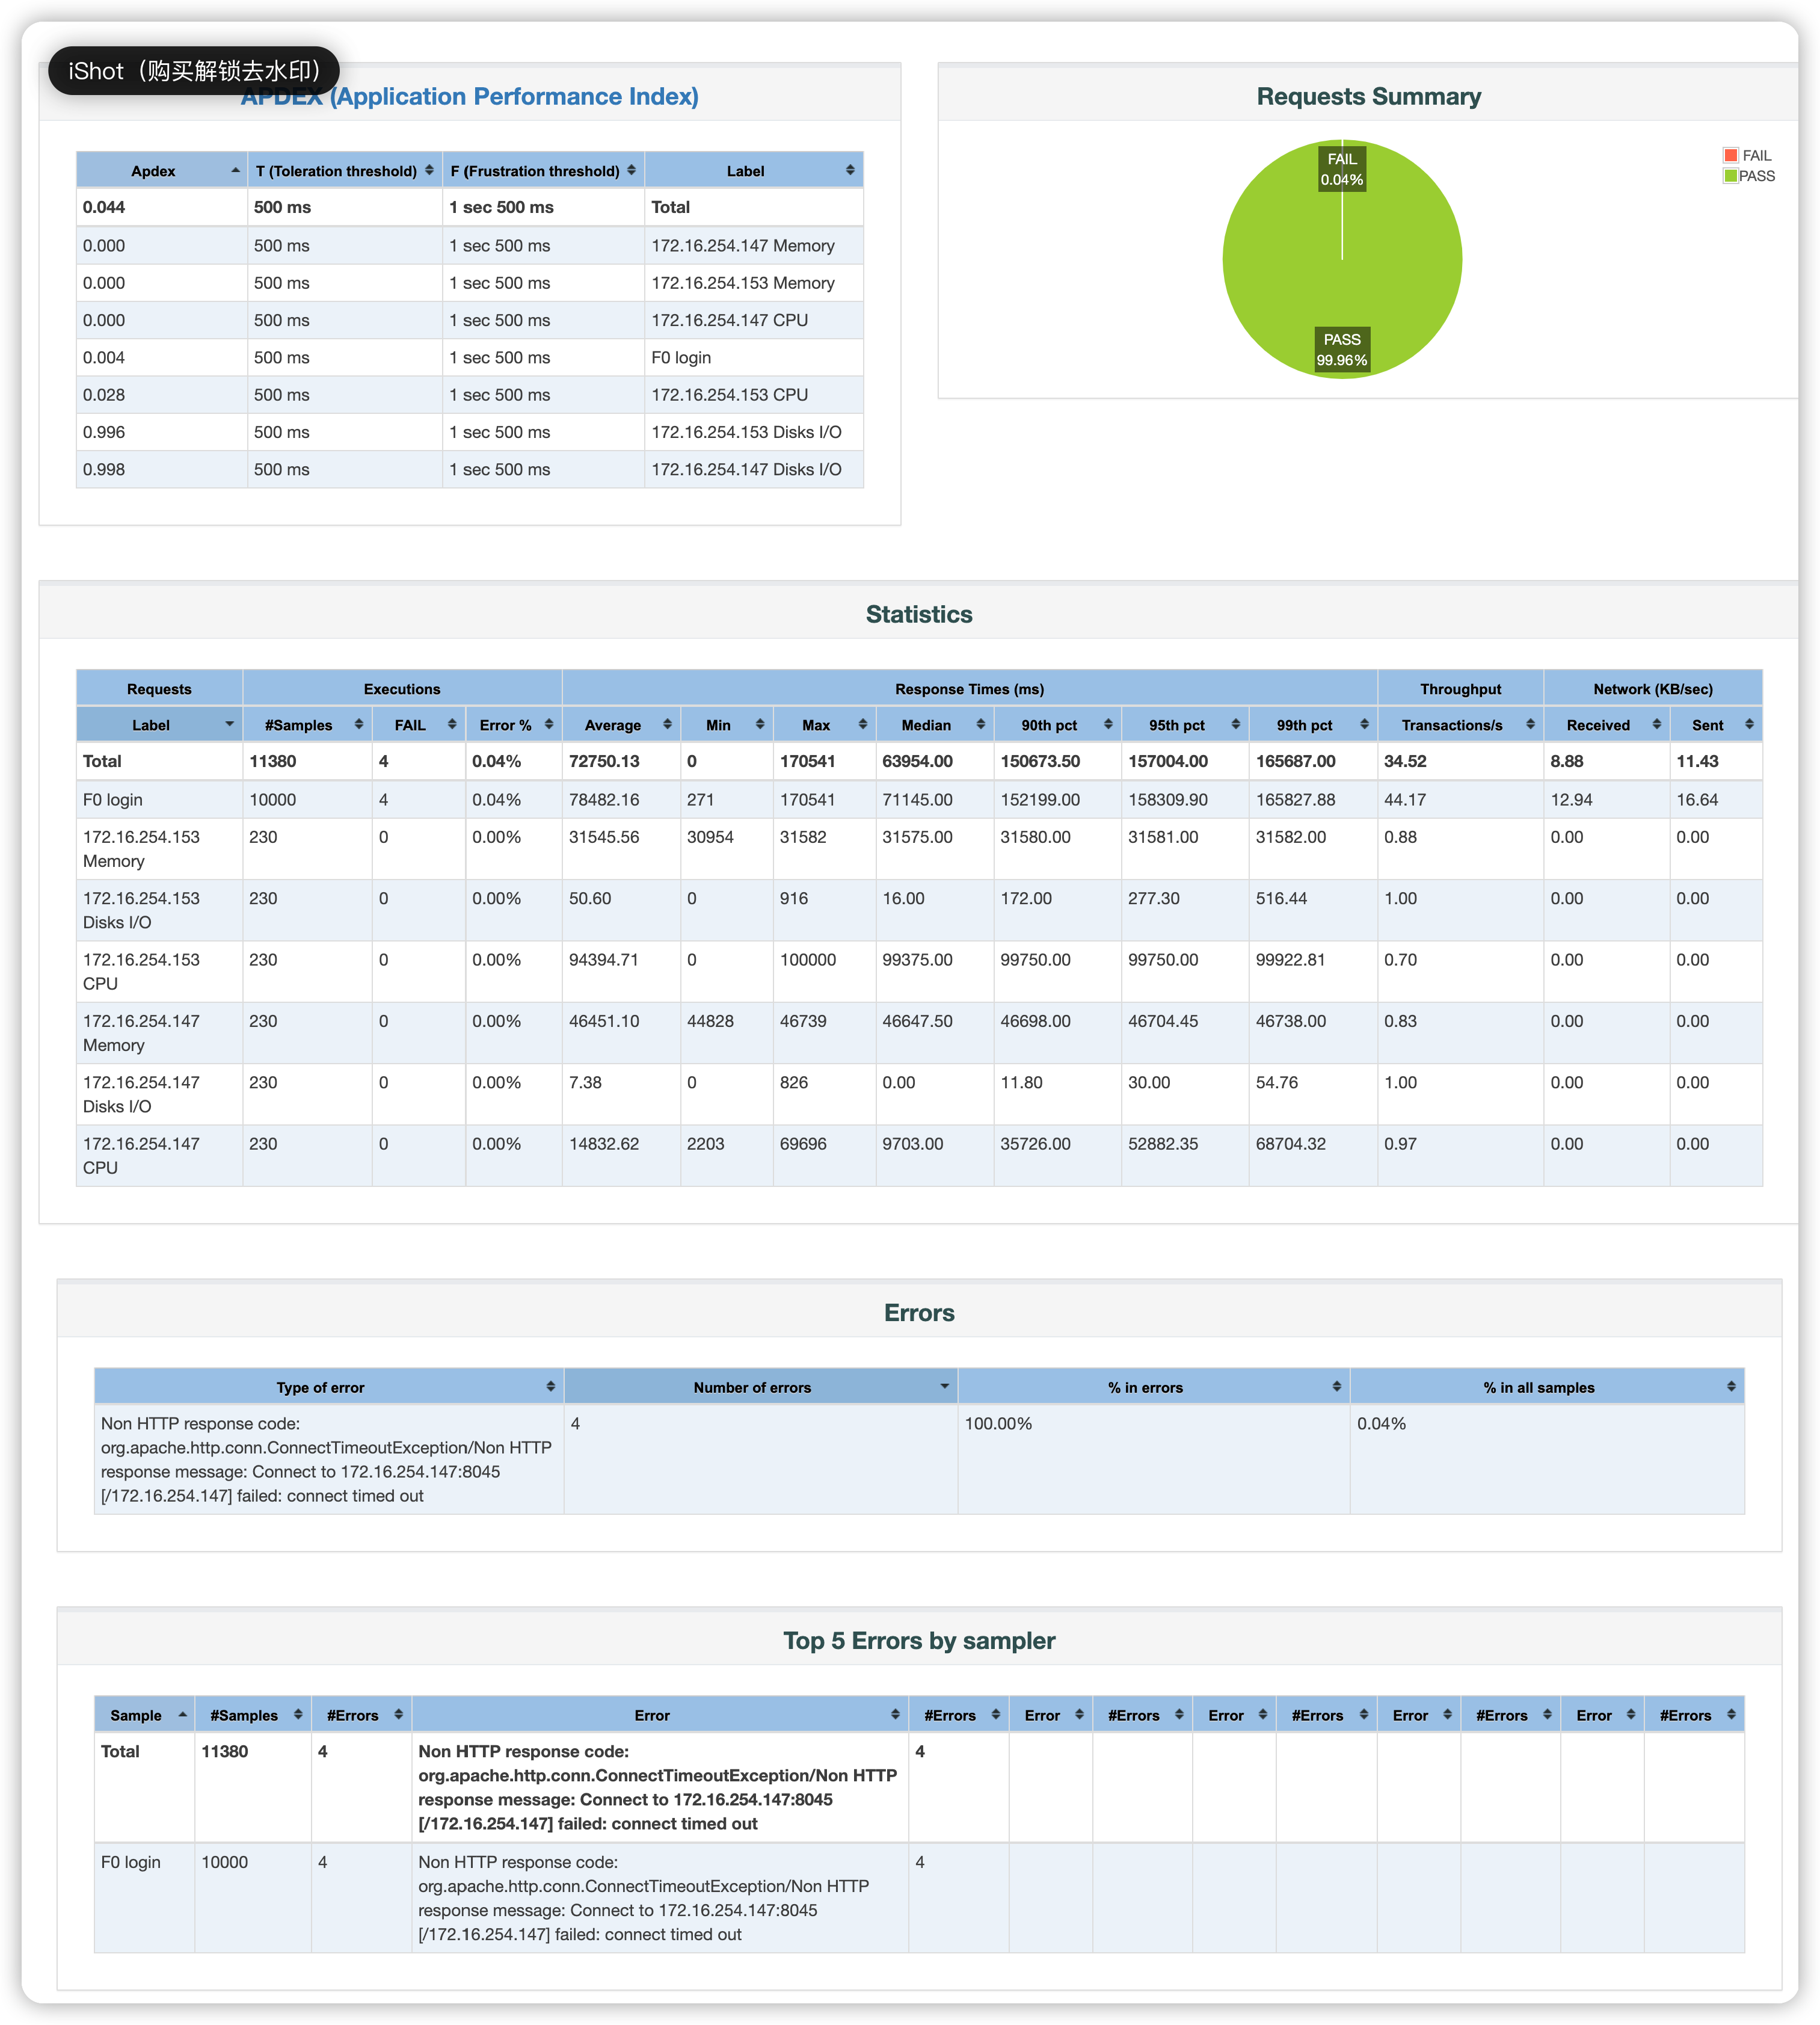 iShot（购买解锁去水印）
APDEX (Application Performance Index)
Apdex T (Toleration threshold) F (Frustration threshold) Label
0.044 500 ms 1 sec 500 ms Total
0.000 500 ms 1 sec 500 ms 172.16.254.147 Memory
0.000 500 ms 1 sec 500 ms 172.16.254.153 Memory
0.000 500 ms 1 sec 500 ms 172.16.254.147 CPU
0.004 500 ms 1 sec 500 ms F0 login
0.028 500 ms 1 sec 500 ms 172.16.254.153 CPU
0.996 500 ms 1 sec 500 ms 172.16.254.153 Disks I/O
0.998 500 ms 1 sec 500 ms 172.16.254.147 Disks I/O
Requests Summary
FAIL
0.04%
PASS
99.96%
FAIL
PASS
Statistics
Requests Executions Response Times (ms) Throughput Network (KB/sec)
Label #Samples FAIL Error % Average Min Max Median 90th pct 95th pct 99th pct Transactions/s Received Sent
Total 11380 4 0.04% 72750.13 0 170541 63954.00 150673.50 157004.00 165687.00 34.52 8.88 11.43
F0 login 10000 4 0.04% 78482.16 271 170541 71145.00 152199.00 158309.90 165827.88 44.17 12.94 16.64
172.16.254.153 230 0 0.00% 31545.56 30954 31582 31575.00 31580.00 31581.00 31582.00 0.88 0.00 0.00
Memory
172.16.254.153 230 0 0.00% 50.60 0 916 16.00 172.00 277.30 516.44 1.00 0.00 0.00
Disks I/O
172.16.254.153 230 0 0.00% 94394.71 0 100000 99375.00 99750.00 99750.00 99922.81 0.70 0.00 0.00
CPU
172.16.254.147 230 0 0.00% 46451.10 44828 46739 46647.50 46698.00 46704.45 46738.00 0.83 0.00 0.00
Memory
172.16.254.147 230 0 0.00% 7.38 0 826 0.00 11.80 30.00 54.76 1.00 0.00 0.00
Disks I/O
172.16.254.147 230 0 0.00% 14832.62 2203 69696 9703.00 35726.00 52882.35 68704.32 0.97 0.00 0.00
CPU
Errors
Type of error Number of errors % in errors % in all samples
Non HTTP response code: 4 100.00% 0.04%
org.apache.http.conn.ConnectTimeoutException/Non HTTP
response message: Connect to 172.16.254.147:8045
[/172.16.254.147] failed: connect timed out
Top 5 Errors by sampler
Sample #Samples #Errors Error #Errors Error #Errors Error #Errors Error #Errors Error #Errors
Total 11380 4 Non HTTP response code: 4
org.apache.http.conn.ConnectTimeoutException/Non HTTP
response message: Connect to 172.16.254.147:8045
[/172.16.254.147] failed: connect timed out
F0 login 10000 4 Non HTTP response code: 4
org.apache.http.conn.ConnectTimeoutException/Non HTTP
response message: Connect to 172.16.254.147:8045
[/172.16.254.147] failed: connect timed out